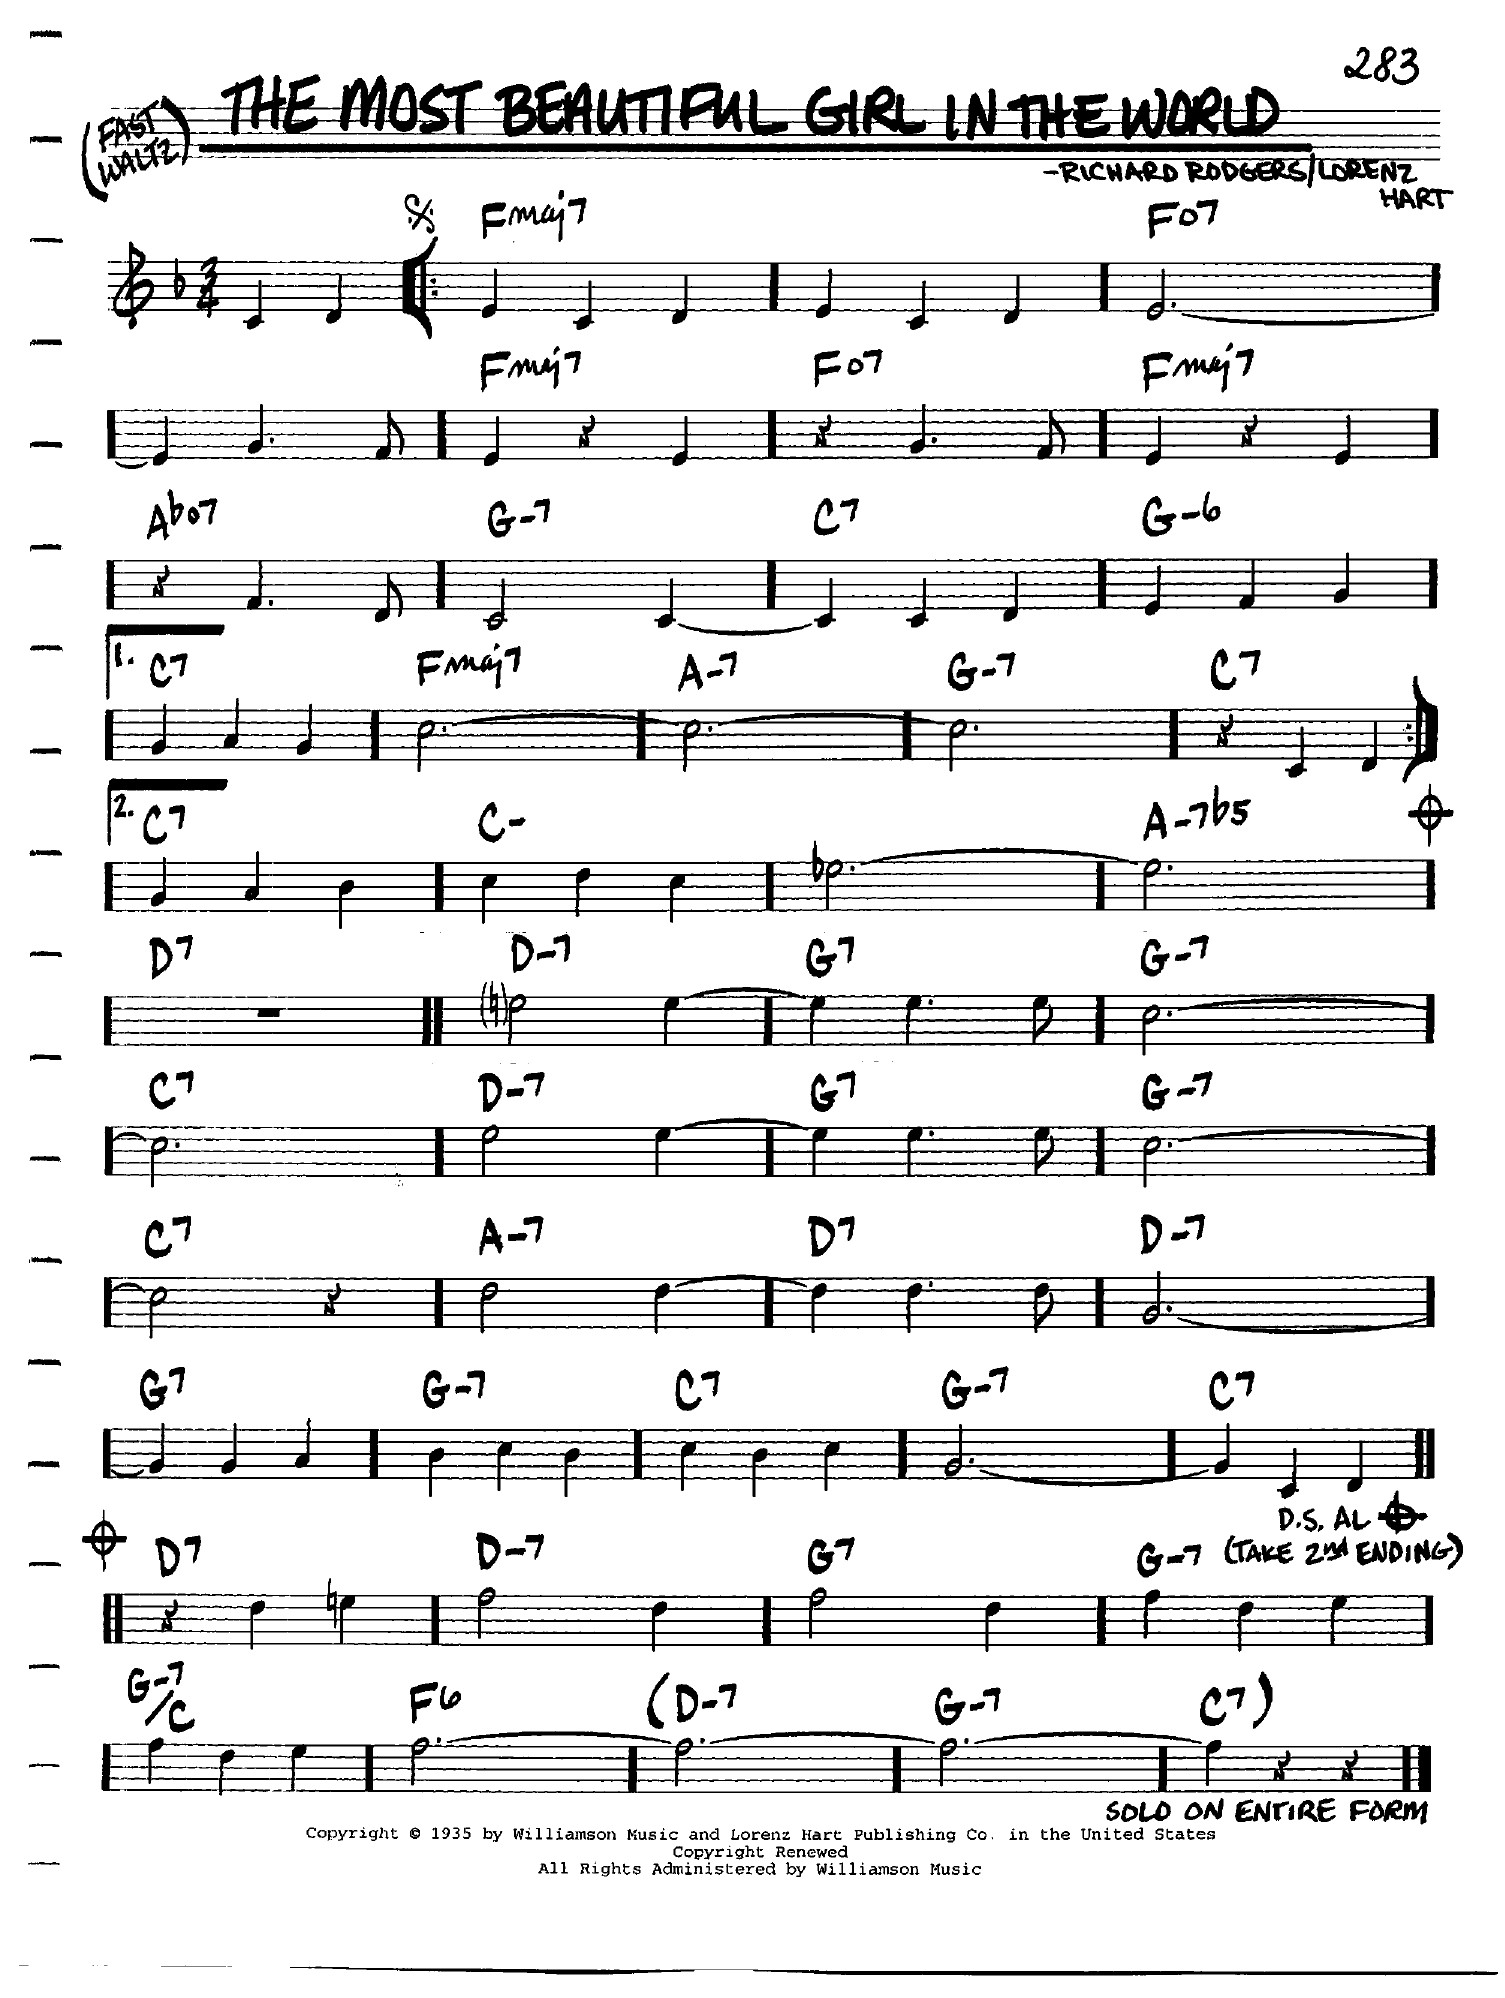 283
(FAST
WALTZ)
THE MOST BEAUTIFUL GIRL IN THE WORLD
-RICHARD RODGERS/LORENZ
HART
Fmaj7 Fo7
3
4
Fmaj7 Fo7 Fmaj7
Abo7 G-7 C7 G-6
1. C7 Fmaj7 A-7 G-7 C7
2. C7 C- A-7b5
D7 D-7 G7 G-7
C7 D-7 G7 G-7
C7 A-7 D7 D-7
G7 G-7 C7 G-7 C7
D.S. AL
(TAKE 2nd ENDING)
D7 D-7 G7 G-7
G-7/C F6 (D-7 G-7 C7)
SOLO ON ENTIRE FORM
Copyright © 1935 by Williamson Music and Lorenz Hart Publishing Co. in the United States
Copyright Renewed
All Rights Administered by Williamson Music